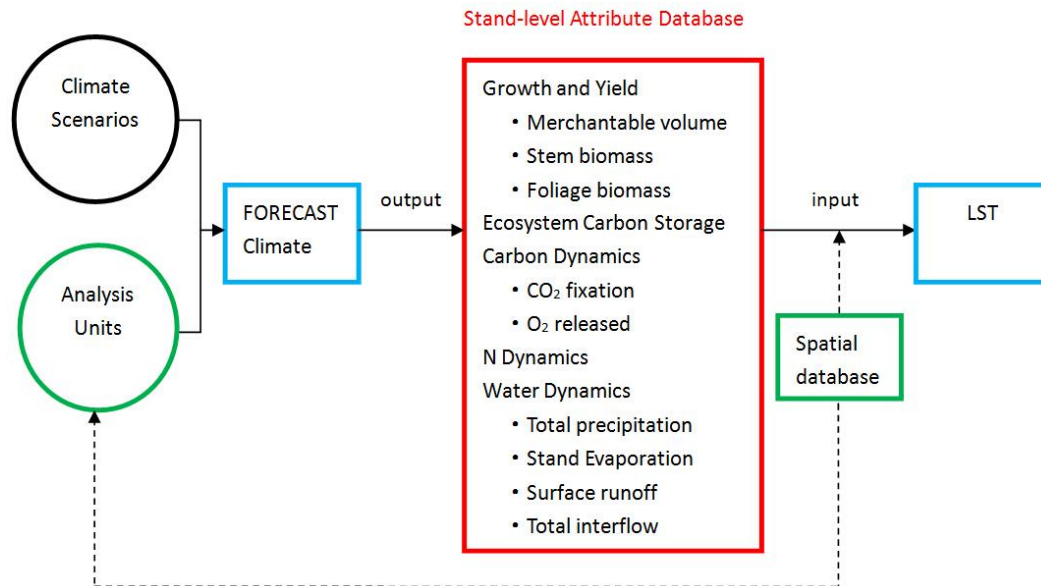 Stand-level Attribute Database
Climate
Scenarios
Analysis
Units
FORECAST
Climate
output
Growth and Yield
• Merchantable volume
• Stem biomass
• Foliage biomass
Ecosystem Carbon Storage
Carbon Dynamics
• CO₂ fixation
• O₂ released
N Dynamics
Water Dynamics
• Total precipitation
• Stand Evaporation
• Surface runoff
• Total interflow
input
LST
Spatial
database